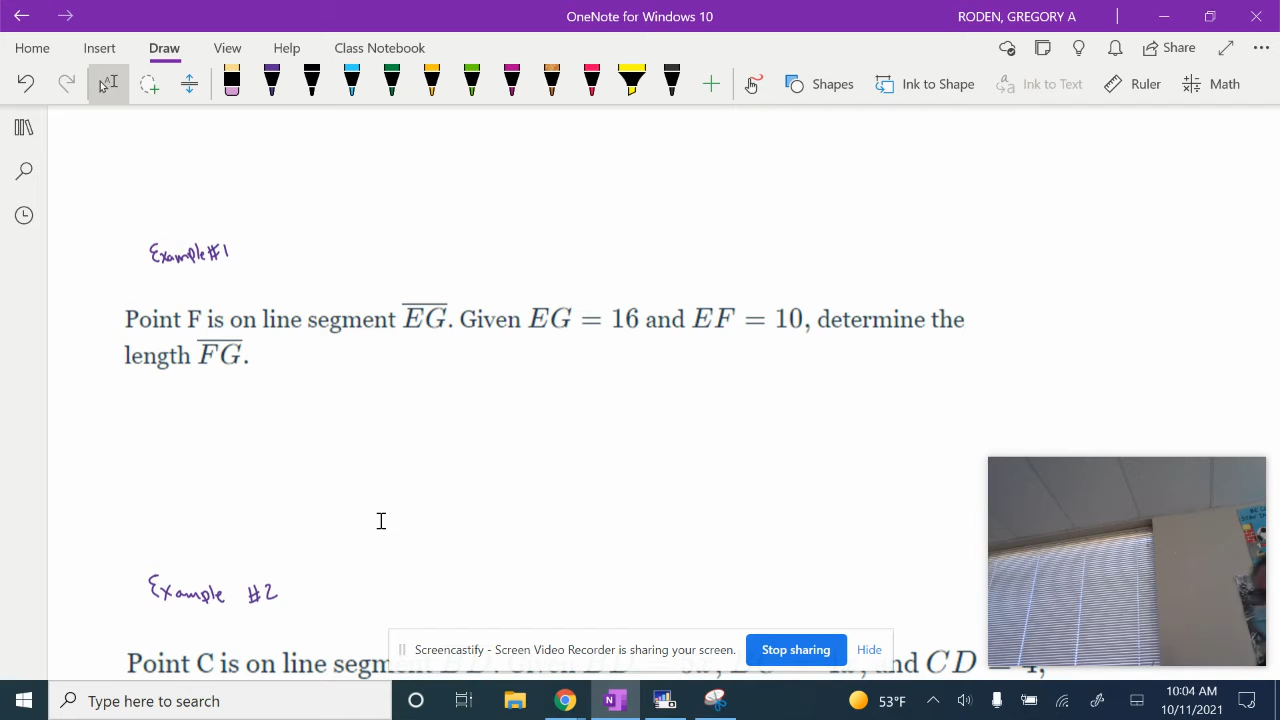 OneNote for Windows 10
RODEN, GREGORY A
Home Insert Draw View Help Class Notebook
Share
Shapes Ink to Shape Ink to Text Ruler Math
Example #1
Point F is on line segment EG. Given EG = 16 and EF = 10, determine the
length FG.
Example #2
Screencastify - Screen Video Recorder is sharing your screen.
Stop sharing
Hide
Point C is on line segment and CD = 4,
Type here to search
53°F
10:04 AM
10/11/2021